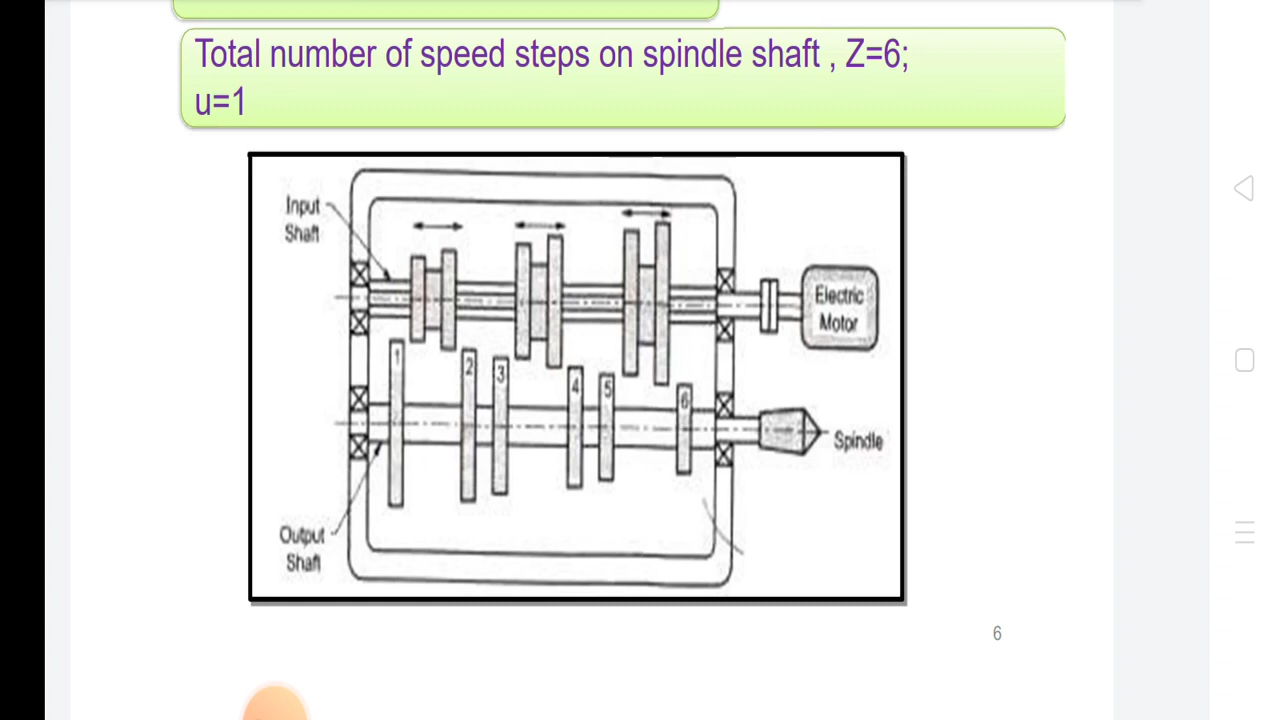 Total number of speed steps on spindle shaft , Z=6;
u=1
Input
Shaft
Electric
Motor
1
2
3
4
5
6
Spindle
Output
Shaft
6